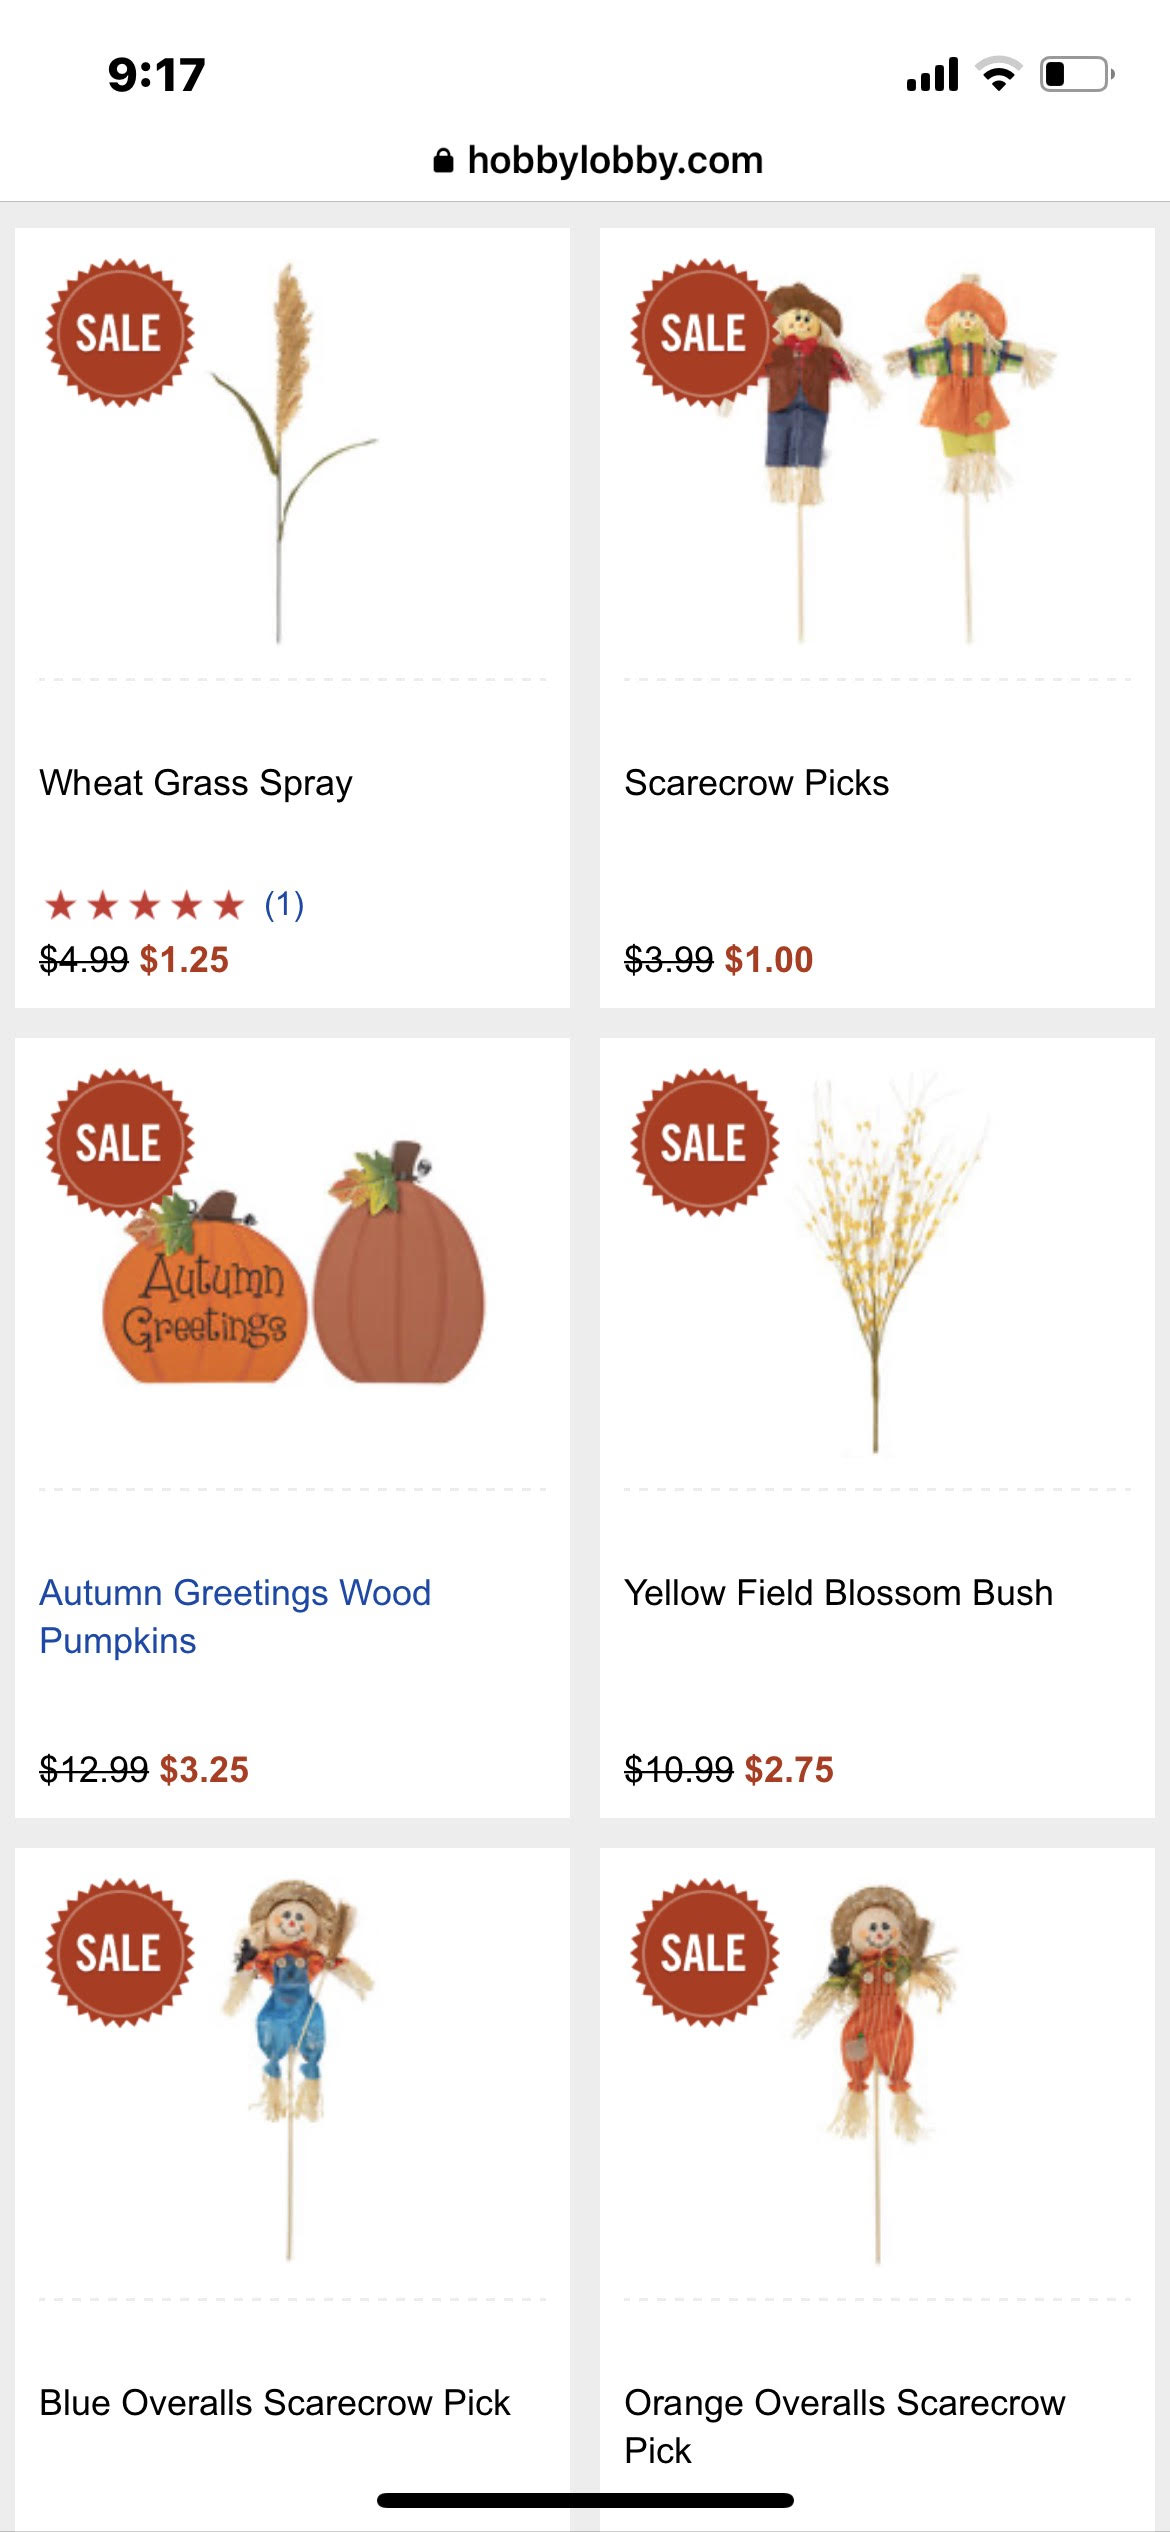 9:17
hobbylobby.com
SALE
Wheat Grass Spray
(1)
$4.99 $1.25
SALE
Scarecrow Picks
$3.99 $1.00
SALE
Autumn
Greetings
Autumn Greetings Wood
Pumpkins
$12.99 $3.25
SALE
Yellow Field Blossom Bush
$10.99 $2.75
SALE
Blue Overalls Scarecrow Pick
SALE
Orange Overalls Scarecrow
Pick